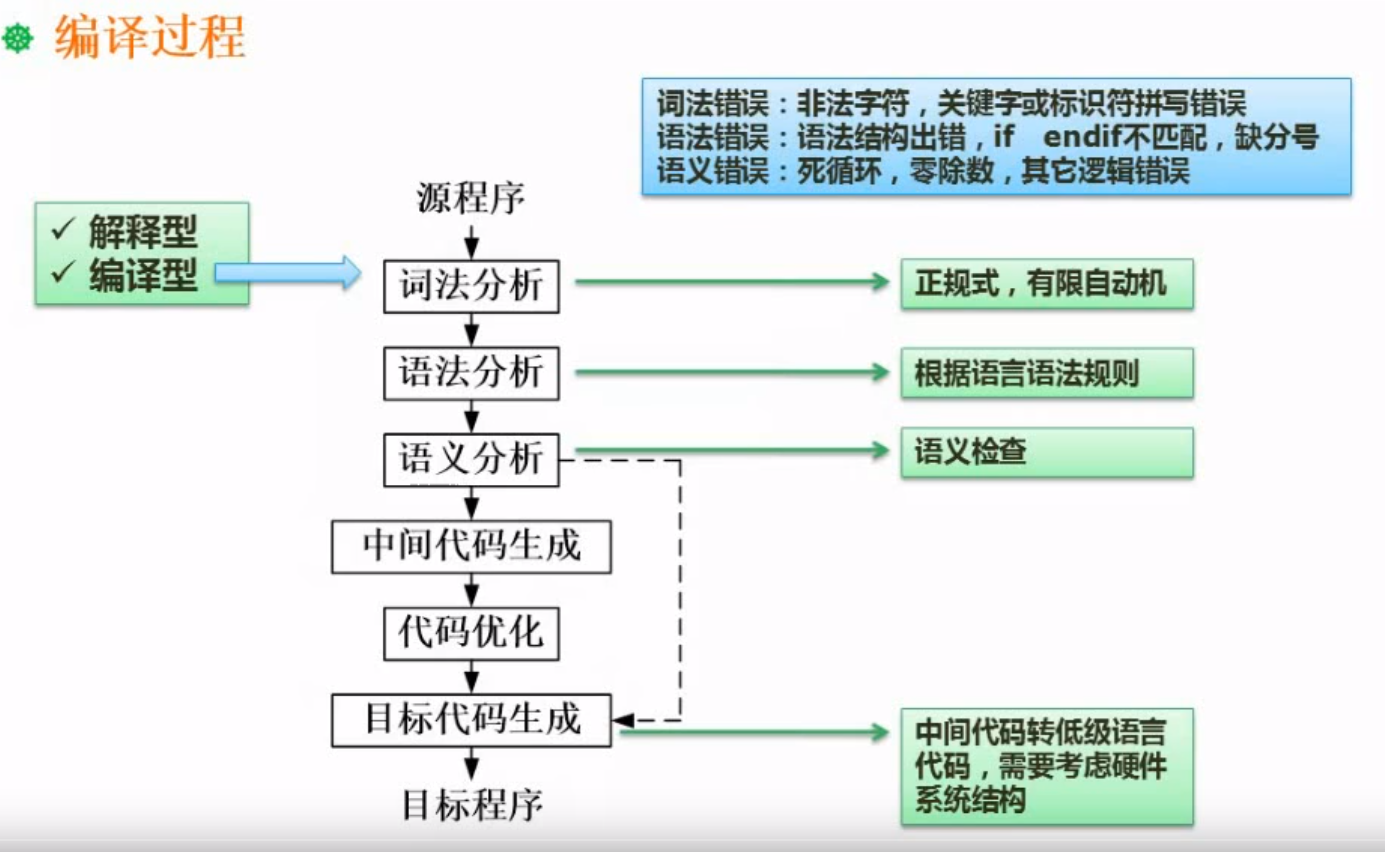 编译过程
词法错误：非法字符，关键字或标识符拼写错误
语法错误：语法结构出错，if endif不匹配，缺分号
语义错误：死循环，零除数，其它逻辑错误
✓ 解释型
✓ 编译型
源程序
词法分析
正规式，有限自动机
语法分析
根据语言语法规则
语义分析
语义检查
中间代码生成
代码优化
目标代码生成
中间代码转低级语言
代码，需要考虑硬件
系统结构
目标程序